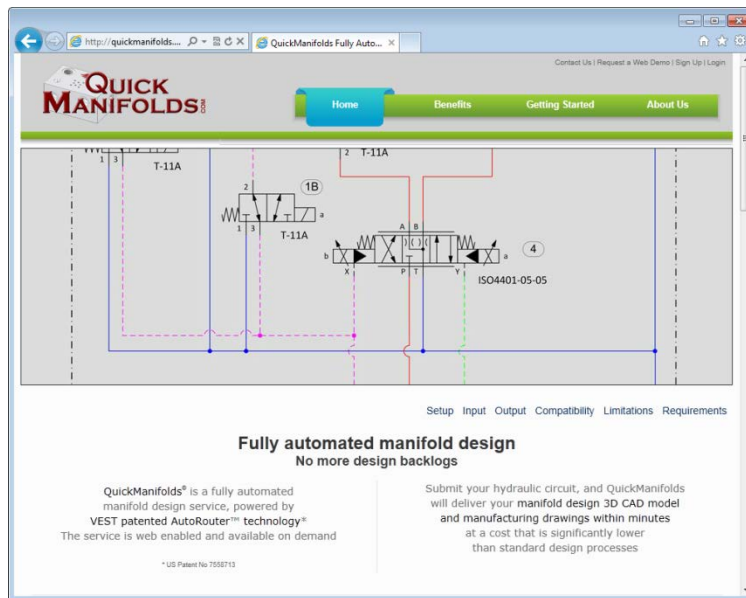 http://quickmanifolds....
QuickManifolds Fully Auto...
Contact Us | Request a Web Demo | Sign Up | Login
QUICK
MANIFOLDS.COM
Home Benefits Getting Started About Us
1 3
T-11A
2 T-11A
2
1B
a
1 3
T-11A
A B
b
a
4
X
P T
Y
ISO4401-05-05
Setup Input Output Compatibility Limitations Requirements
Fully automated manifold design
No more design backlogs
QuickManifolds® is a fully automated
manifold design service, powered by
VEST patented AutoRouter™ technology*
The service is web enabled and available on demand
* US Patent No 7558713
Submit your hydraulic circuit, and QuickManifolds
will deliver your manifold design 3D CAD model
and manufacturing drawings within minutes
at a cost that is significantly lower
than standard design processes